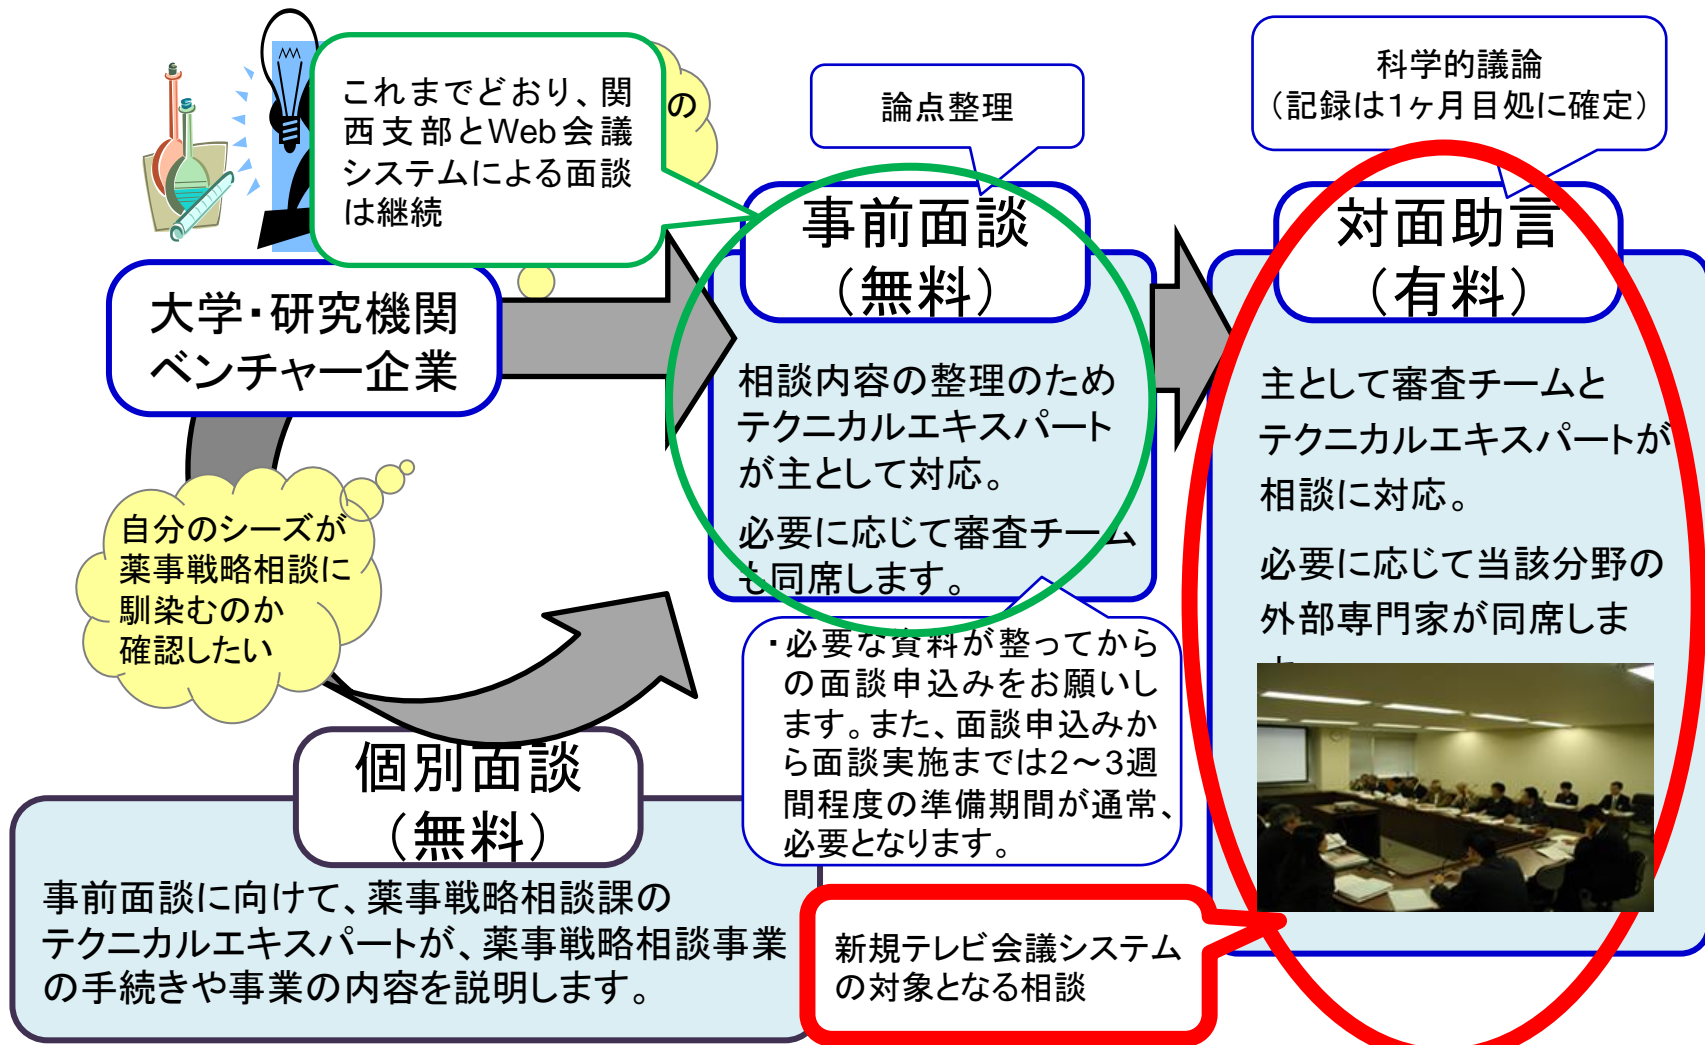 これまでどおり、関
西支部とWeb会議
システムによる面談
は継続
の
論点整理
科学的議論
（記録は1ヶ月目処に確定）
大学・研究機関
ベンチャー企業
事前面談
（無料）
相談内容の整理のため
テクニカルエキスパート
が主として対応。
必要に応じて審査チーム
も同席します。
対面助言
（有料）
主として審査チームと
テクニカルエキスパートが
相談に対応。
必要に応じて当該分野の
外部専門家が同席しま
自分のシーズが
薬事戦略相談に
馴染むのか
確認したい
・必要な資料が整ってから
の面談申込みをお願いし
ます。また、面談申込みか
ら面談実施までは2～3週
間程度の準備期間が通常、
必要となります。
個別面談
（無料）
事前面談に向けて、薬事戦略相談課の
テクニカルエキスパートが、薬事戦略相談事業
の手続きや事業の内容を説明します。
新規テレビ会議システム
の対象となる相談